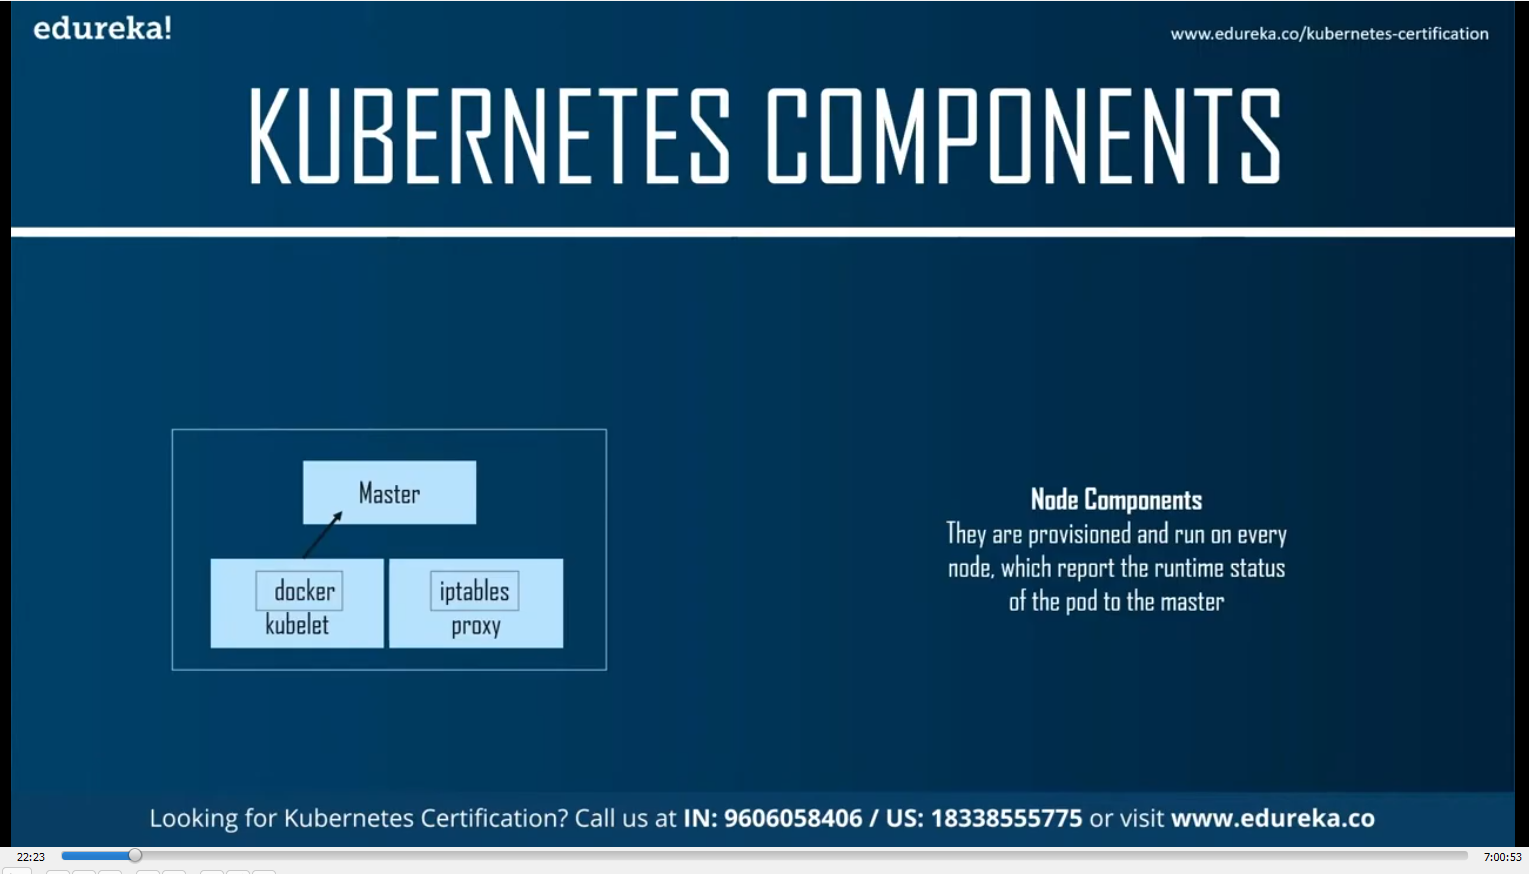 edureka!
www.edureka.co/kubernetes-certification
KUBERNETES COMPONENTS
Master
docker
kubelet
iptables
proxy
Node Components
They are provisioned and run on every
node, which report the runtime status
of the pod to the master
Looking for Kubernetes Certification? Call us at IN: 9606058406 / US: 18338555775 or visit www.edureka.co
22:23
7:00:53